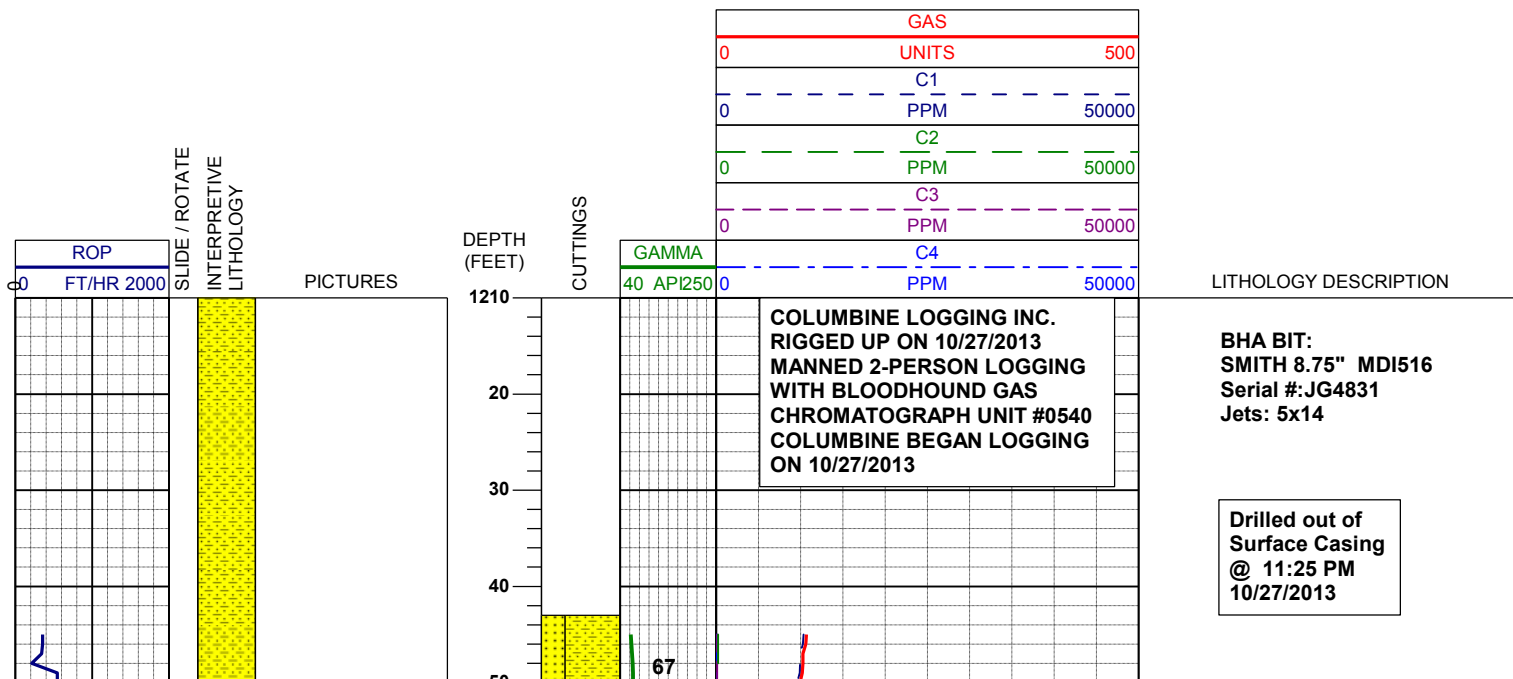 GAS
0 UNITS 500
C1
0 PPM 50000
C2
0 PPM 50000
C3
0 PPM 50000
C4
0 PPM 50000
ROP
0 FT/HR 2000
0
SLIDE / ROTATE
INTERPRETIVE
LITHOLOGY
PICTURES
DEPTH
(FEET)
CUTTINGS
GAMMA
40 API 250
LITHOLOGY DESCRIPTION
1210
20
30
40
50
67
COLUMBINE LOGGING INC.
RIGGED UP ON 10/27/2013
MANNED 2-PERSON LOGGING
WITH BLOODHOUND GAS
CHROMATOGRAPH UNIT #0540
COLUMBINE BEGAN LOGGING
ON 10/27/2013
BHA BIT:
SMITH 8.75" MDI516
Serial #:JG4831
Jets: 5x14
Drilled out of
Surface Casing
@ 11:25 PM
10/27/2013